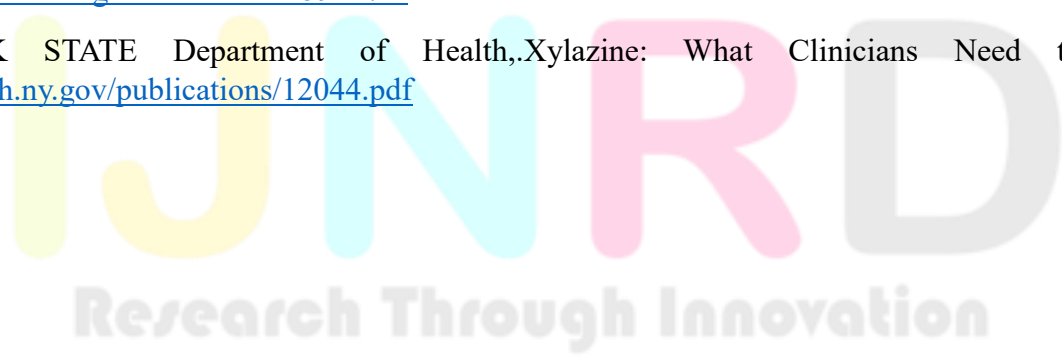 K STATE Department of Health,.Xylazine: What Clinicians Need t
h.ny.gov/publications/12044.pdf
IJNRD
Research Through Innovation